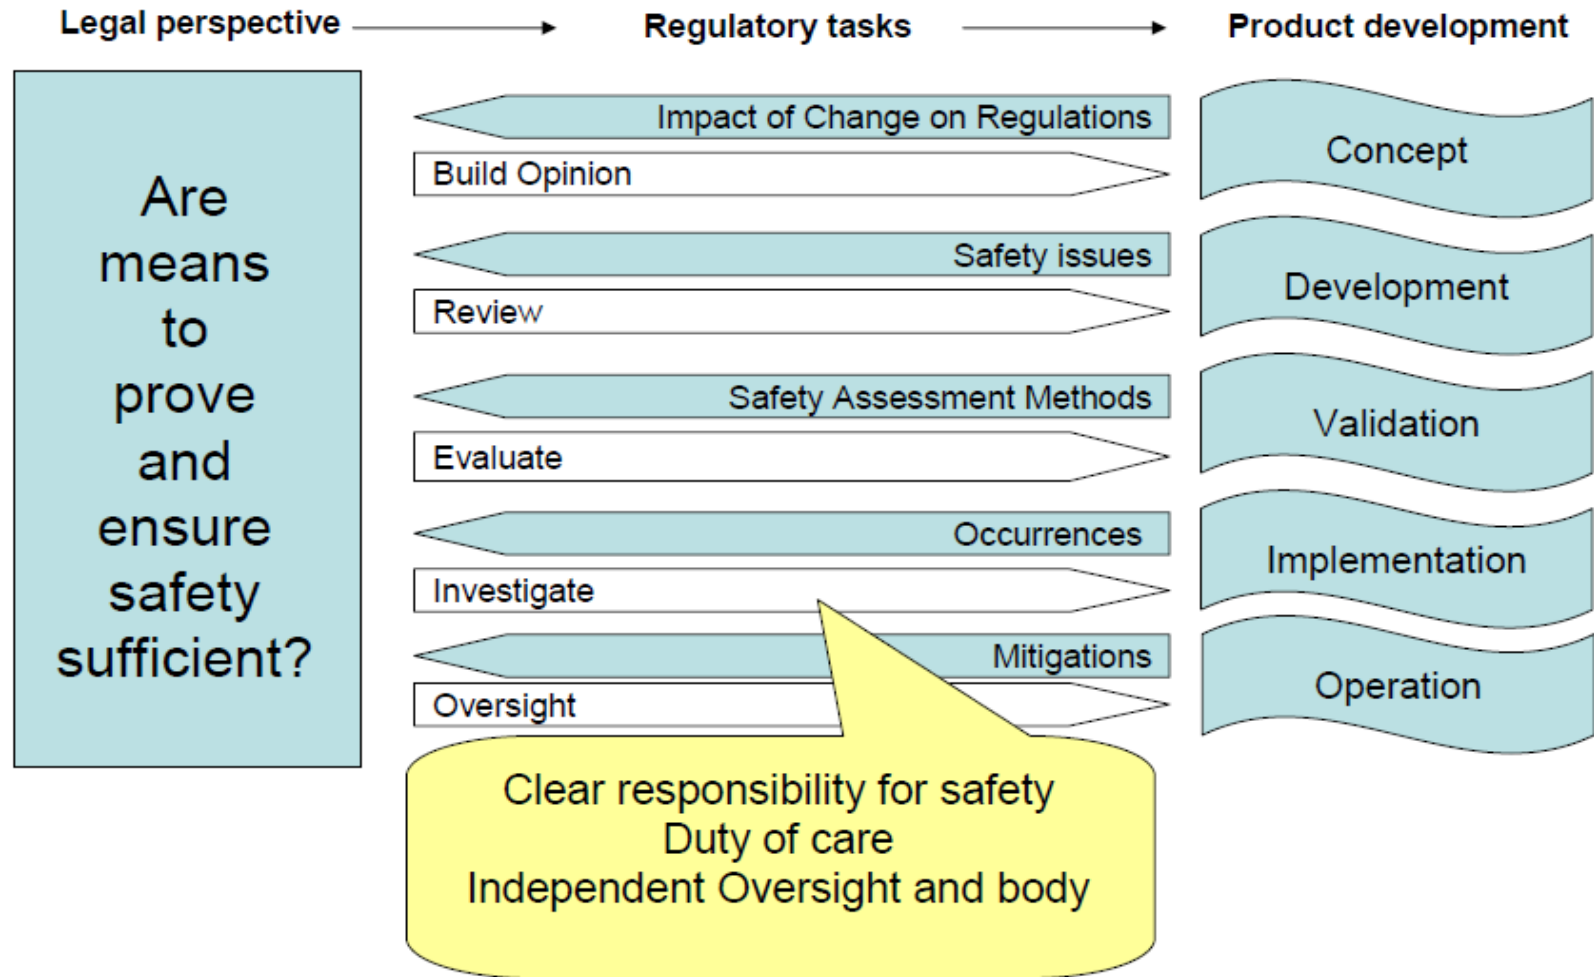 Legal perspective
Regulatory tasks
Product development
Are
means
to
prove
and
ensure
safety
sufficient?
Impact of Change on Regulations
Build Opinion
Concept
Safety issues
Review
Development
Safety Assessment Methods
Evaluate
Validation
Occurrences
Investigate
Implementation
Mitigations
Oversight
Operation
Clear responsibility for safety
Duty of care
Independent Oversight and body